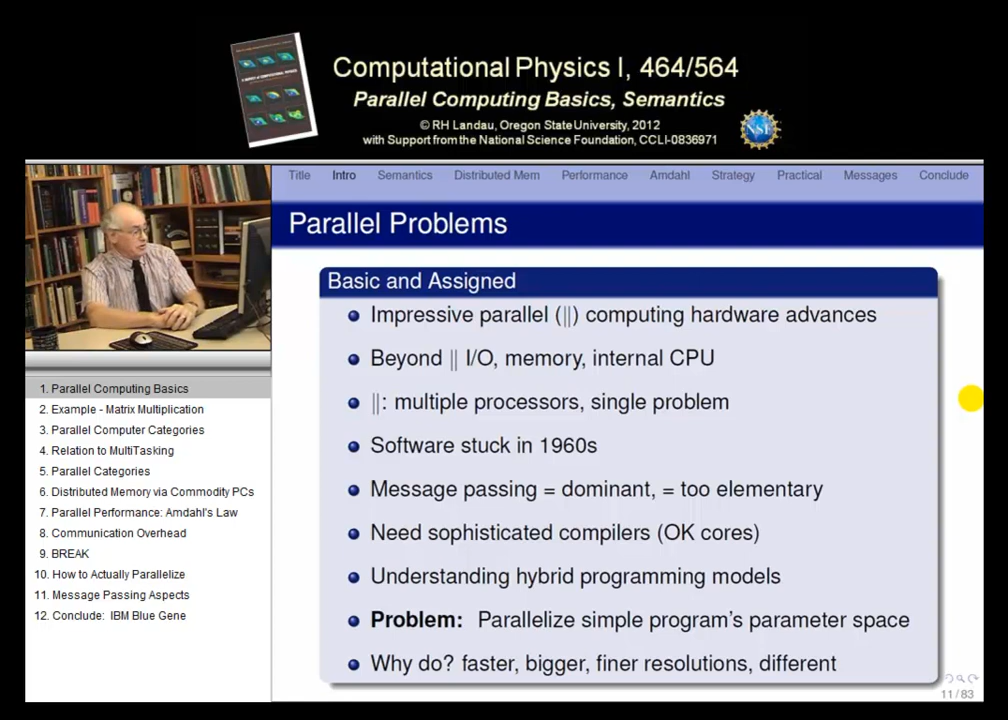 Computational Physics I, 464/564
Parallel Computing Basics, Semantics
© RH Landau, Oregon State University, 2012
with Support from the National Science Foundation, CCLI-0836971
NSF
Title Intro Semantics Distributed Mem Performance Amdahl Strategy Practical Messages Conclude
Parallel Problems
Basic and Assigned
Impressive parallel (||) computing hardware advances
Beyond || I/O, memory, internal CPU
||: multiple processors, single problem
Software stuck in 1960s
Message passing = dominant, = too elementary
Need sophisticated compilers (OK cores)
Understanding hybrid programming models
Problem: Parallelize simple program's parameter space
Why do? faster, bigger, finer resolutions, different
11/83
1. Parallel Computing Basics
2. Example - Matrix Multiplication
3. Parallel Computer Categories
4. Relation to MultiTasking
5. Parallel Categories
6. Distributed Memory via Commodity PCs
7. Parallel Performance: Amdahl's Law
8. Communication Overhead
9. BREAK
10. How to Actually Parallelize
11. Message Passing Aspects
12. Conclude: IBM Blue Gene